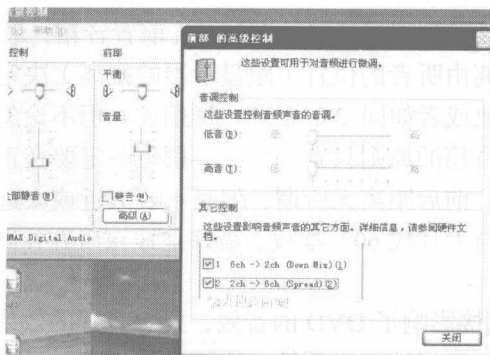 控制
前部
平衡
音量
静音(M)
高级(A)
SoundMAX Digital Audio
前部 的高级控制
这些设置可用于对音频进行微调。
音调控制
这些设置控制音频声音的音调。
低音(B):
低
高
高音(T):
低
高
其它控制
这些设置影响音频声音的其它方面。详细信息，请参阅硬件文
档。
1 6ch -> 2ch (Down Mix)(1)
2 2ch -> 6ch (Spread)(2)
关闭